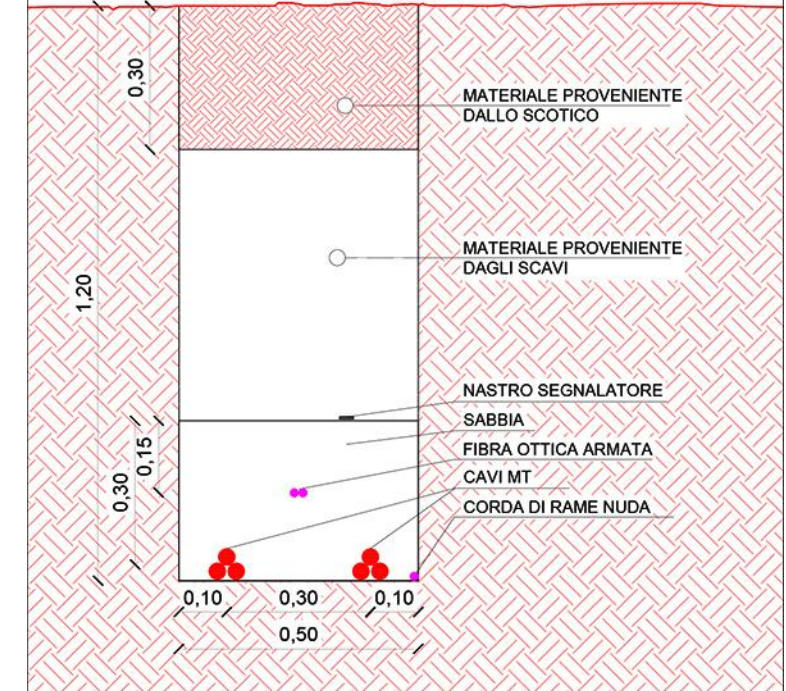 0,30
MATERIALE PROVENIENTE
DALLO SCOTICO
MATERIALE PROVENIENTE
DAGLI SCAVI
1,20
NASTRO SEGNALATORE
SABBIA
FIBRA OTTICA ARMATA
CAVI MT
CORDA DI RAME NUDA
0,15
0,30
0,10 0,30 0,10
0,50